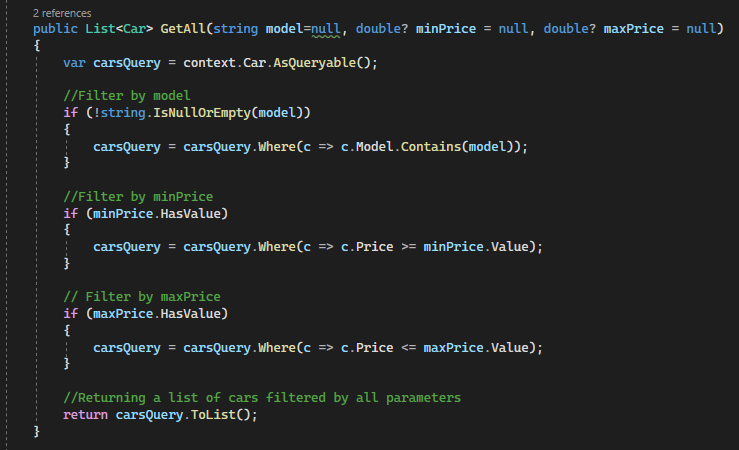 2 references
public List<Car> GetAll(string model=null, double? minPrice = null, double? maxPrice = null)
{
    var carsQuery = context.Car.AsQueryable();

    //Filter by model
    if (!string.IsNullOrEmpty(model))
    {
        carsQuery = carsQuery.Where(c => c.Model.Contains(model));
    }

    //Filter by minPrice
    if (minPrice.HasValue)
    {
        carsQuery = carsQuery.Where(c => c.Price >= minPrice.Value);
    }

    // Filter by maxPrice
    if (maxPrice.HasValue)
    {
        carsQuery = carsQuery.Where(c => c.Price <= maxPrice.Value);
    }

    //Returning a list of cars filtered by all parameters
    return carsQuery.ToList();
}